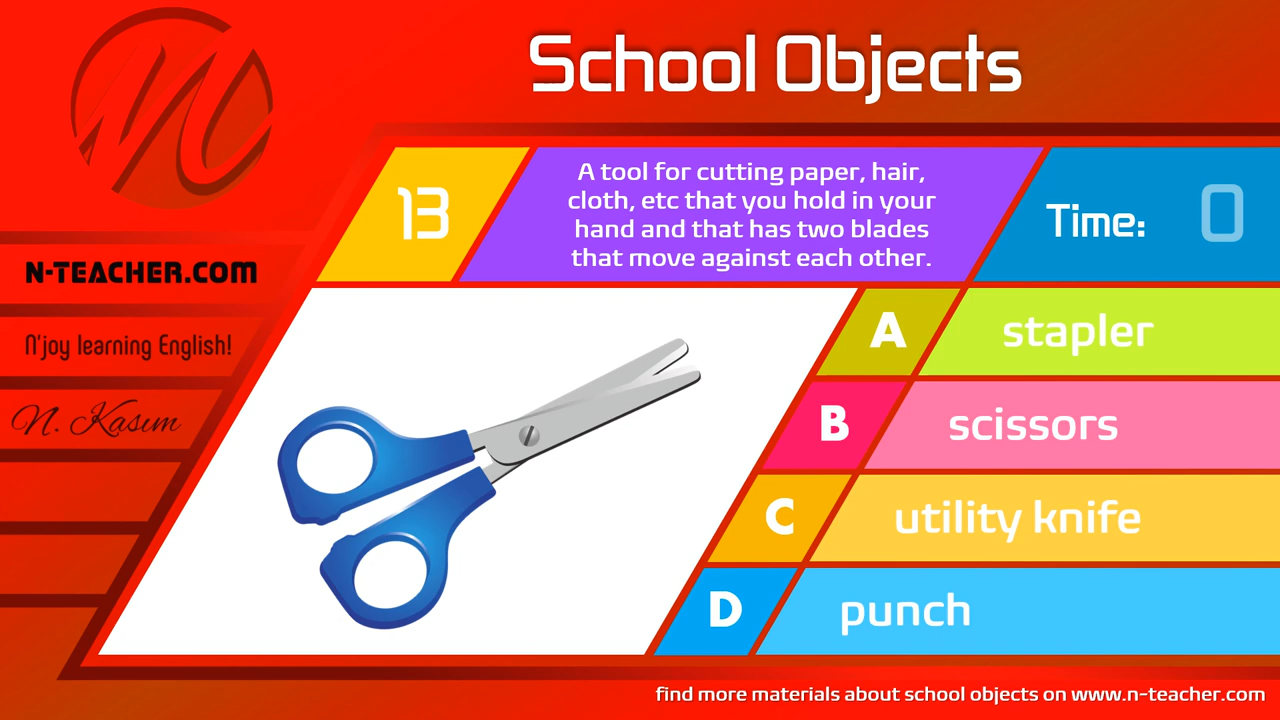 School Objects
13
A tool for cutting paper, hair,
cloth, etc that you hold in your
hand and that has two blades
that move against each other.
Time: 0
N-TEACHER.COM
N'joy learning English!
N. Kasım
A stapler
B scissors
C utility knife
D punch
find more materials about school objects on www.n-teacher.com